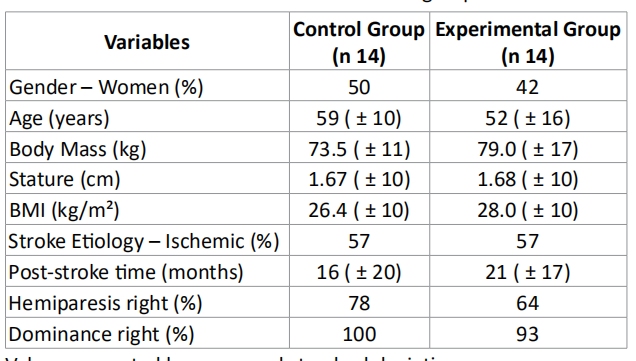 Variables Control Group (n 14) Experimental Group (n 14)
Gender – Women (%) 50 42
Age (years) 59 ( ± 10) 52 ( ± 16)
Body Mass (kg) 73.5 ( ± 11) 79.0 ( ± 17)
Stature (cm) 1.67 ( ± 10) 1.68 ( ± 10)
BMI (kg/m²) 26.4 ( ± 10) 28.0 ( ± 10)
Stroke Etiology – Ischemic (%) 57 57
Post-stroke time (months) 16 ( ± 20) 21 ( ± 17)
Hemiparesis right (%) 78 64
Dominance right (%) 100 93